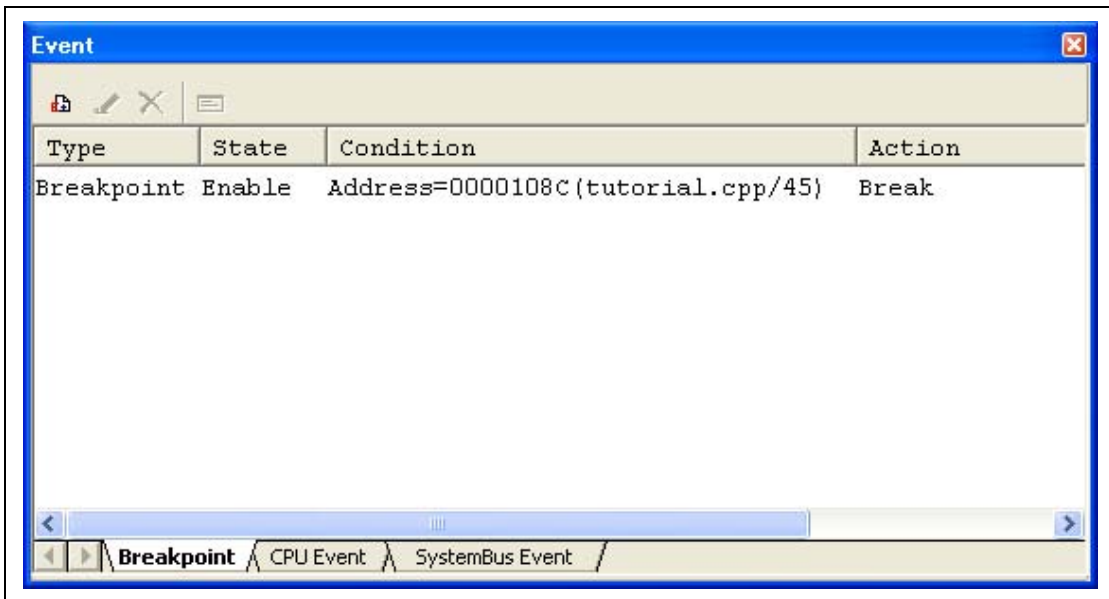 Event
Type State Condition Action
Breakpoint Enable Address=0000108C(tutorial.cpp/45) Break
Breakpoint CPU Event SystemBus Event